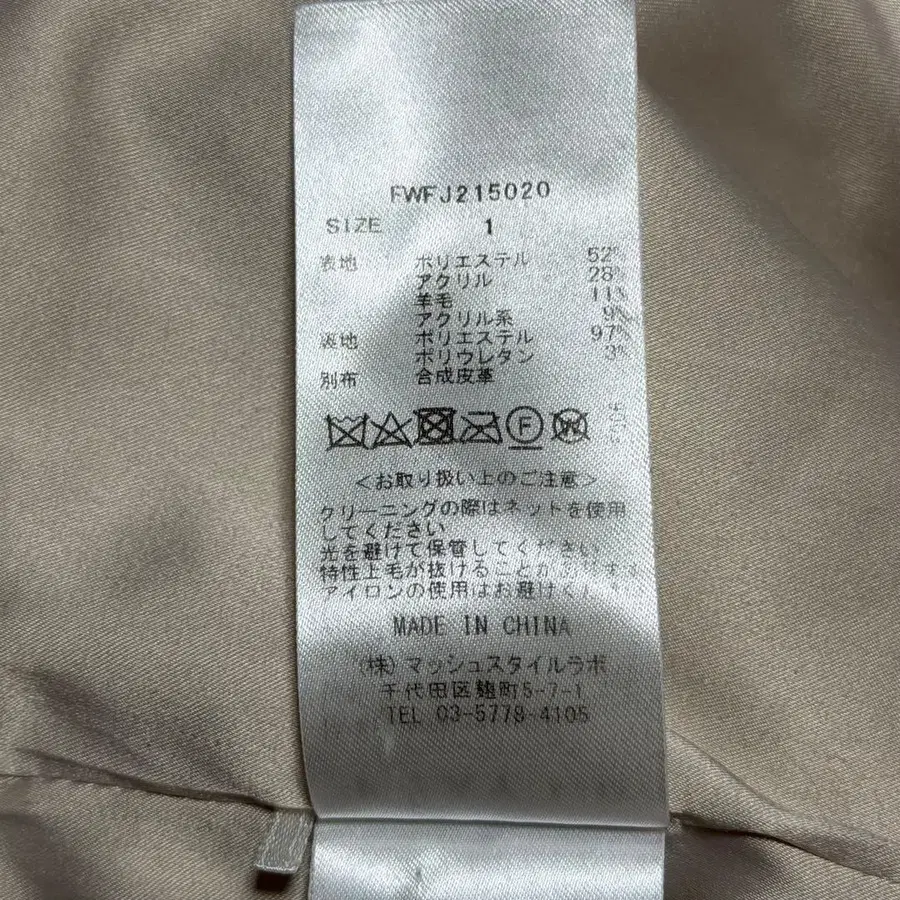 FWFJ215020
SIZE 1
表地 ポリエステル 52%
アクリル 28%
羊毛 11%
アクリル系 9%
裏地 ポリエステル 97%
ポリウレタン 3%
別布 合成皮革
F
W
<お取り扱い上のご注意>
クリーニングの際はネットを使用
してください
光を避けて保管してください
特性上毛が抜けることがあります
アイロンの使用はお避けください
MADE IN CHINA
(株)マッシュスタイルラボ
千代田区麹町5-7-1
TEL 03-5778-4105